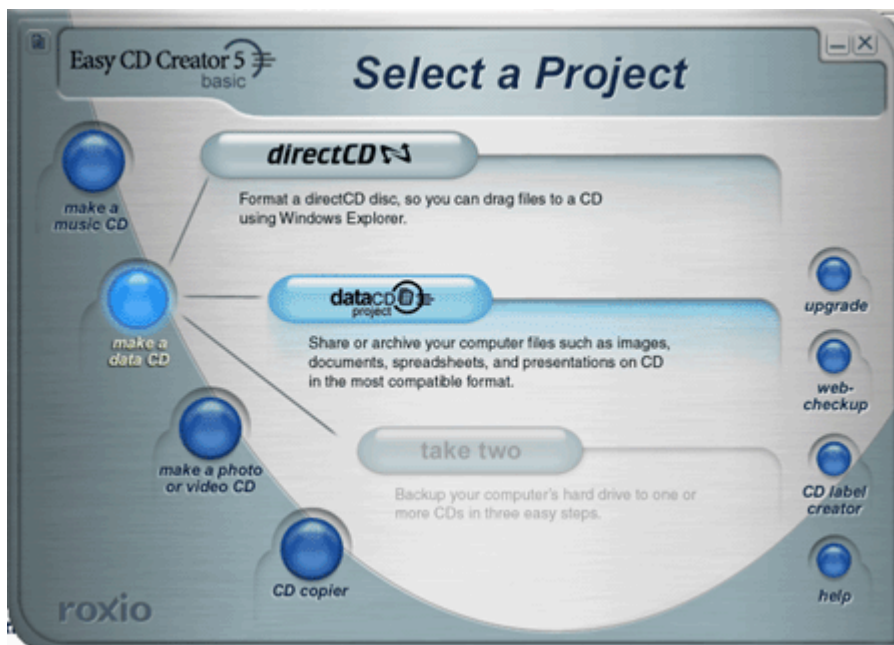 Easy CD Creator 5
basic
Select a Project
make a
music CD
directCD
Format a directCD disc, so you can drag files to a CD
using Windows Explorer.
make a
data CD
dataCD
project
Share or archive your computer files such as images,
documents, spreadsheets, and presentations on CD
in the most compatible format.
make a photo
or video CD
take two
Backup your computer's hard drive to one or
more CDs in three easy steps.
CD copier
upgrade
web-
checkup
CD label
creator
help
roxio